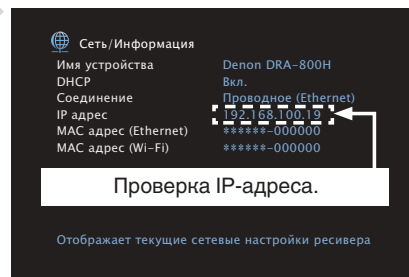 Сеть/Информация
Имя устройства Denon DRA-800H
DHCP Вкл.
Соединение Проводное (Ethernet)
IP адрес 192.168.100.19
MAC адрес (Ethernet) ******-000000
MAC адрес (Wi-Fi) ******-000000
Проверка IP-адреса.
Отображает текущие сетевые настройки ресивера